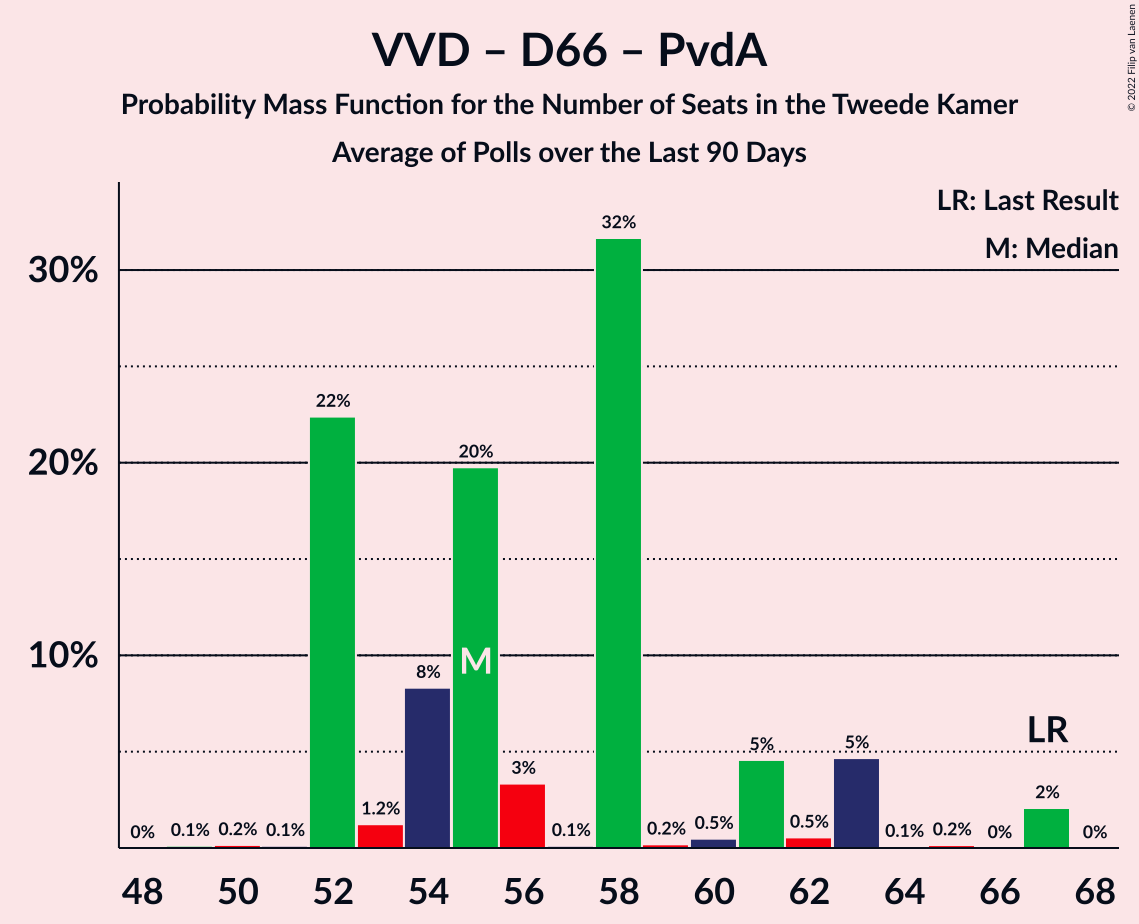 VVD – D66 – PvdA
Probability Mass Function for the Number of Seats in the Tweede Kamer
Average of Polls over the Last 90 Days
© 2022 Filip van Laenen
LR: Last Result
M: Median
30%
20%
10%
0%
0.1%
0.2%
0.1%
22%
1.2%
8%
20%
M
3%
0.1%
32%
0.2%
0.5%
5%
0.5%
5%
0.1%
0.2%
0%
LR
2%
0%
48 50 52 54 56 58 60 62 64 66 68